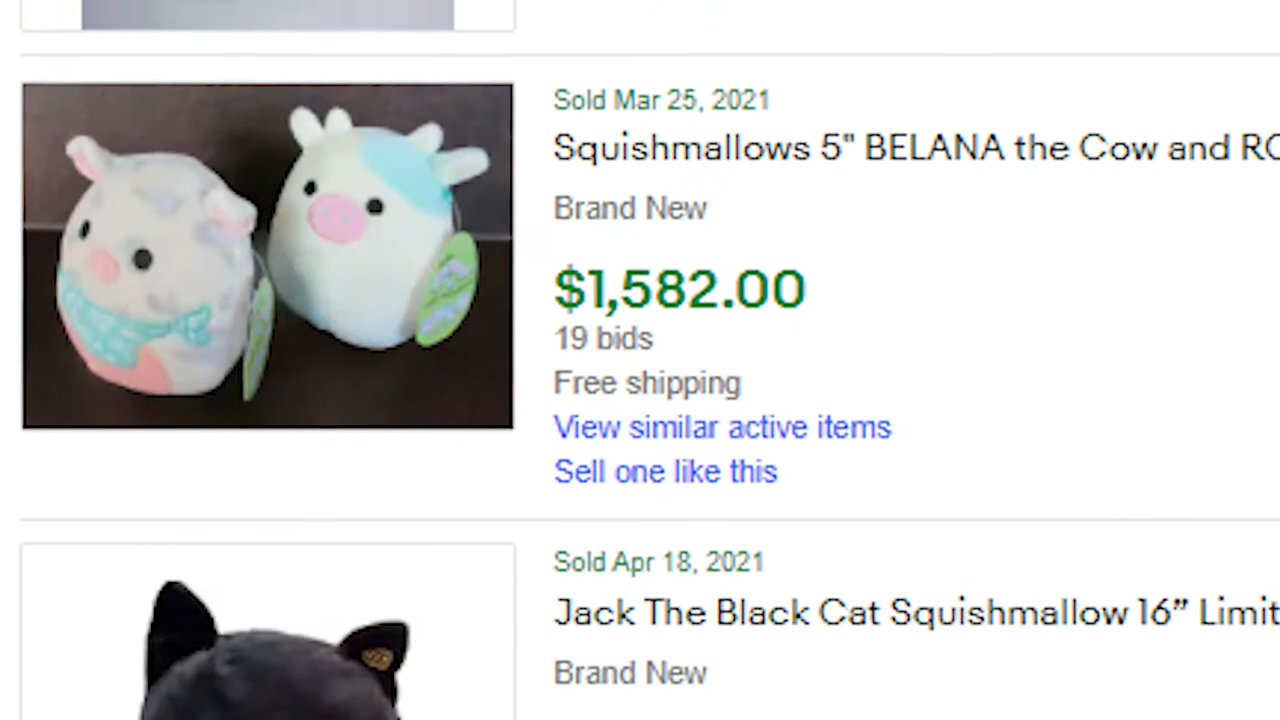 Sold Mar 25, 2021
Squishmallows 5" BELANA the Cow and
Brand New
$1,582.00
19 bids
Free shipping
View similar active items
Sell one like this
Sold Apr 18, 2021
Jack The Black Cat Squishmallow 16”
Brand New